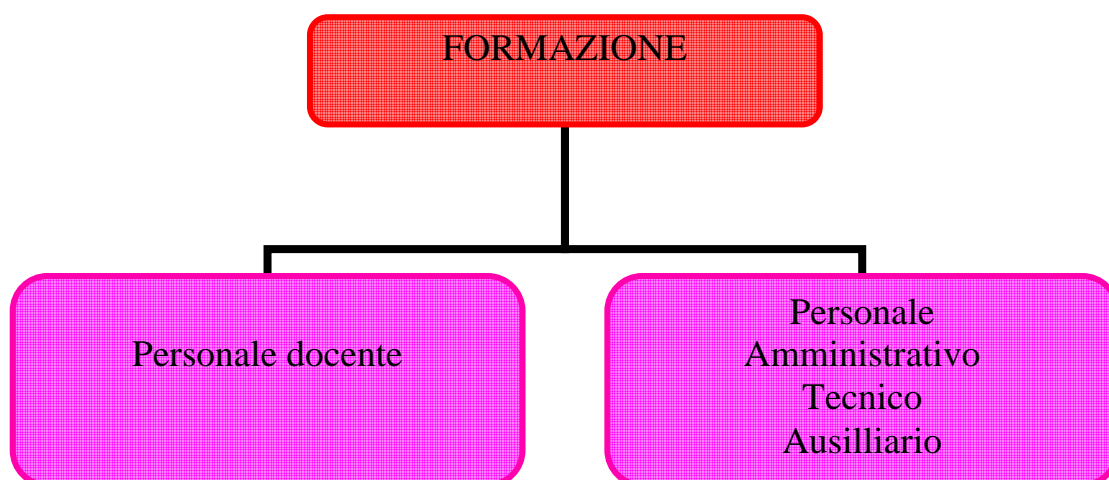 FORMAZIONE
Personale docente
Personale
Amministrativo
Tecnico
Ausilliario